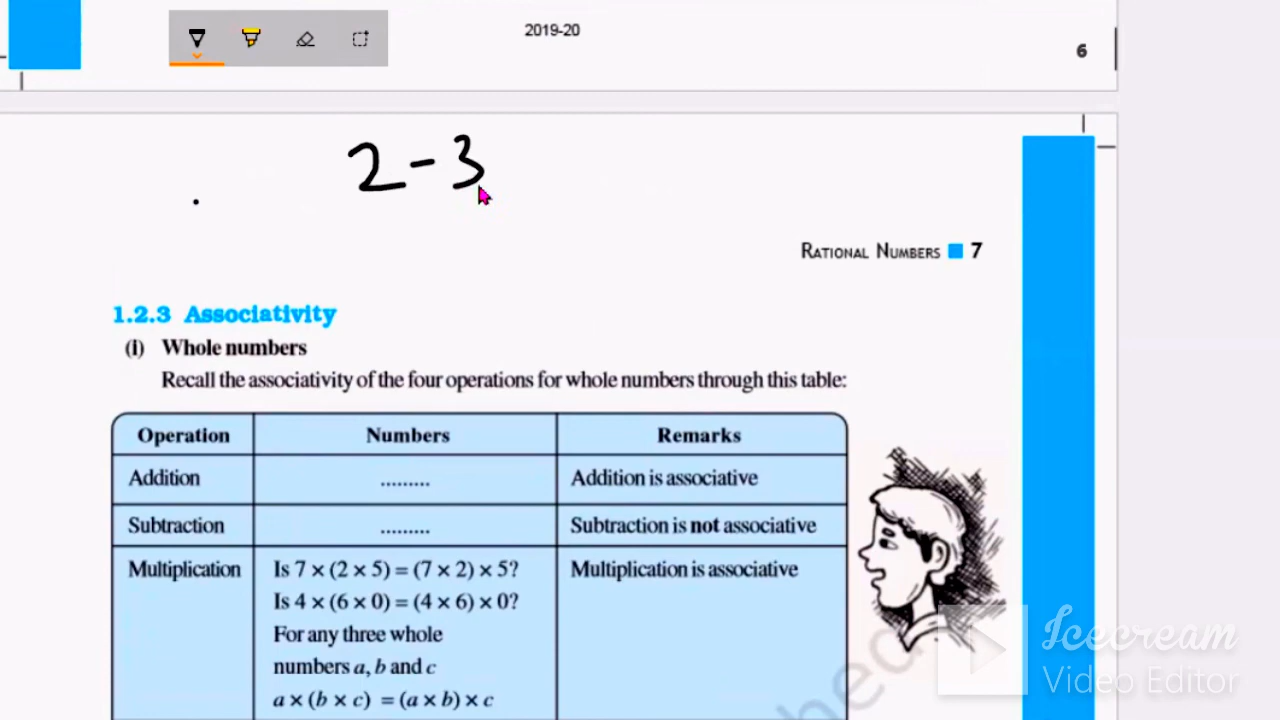 2019-20
6
2 - 3
RATIONAL NUMBERS 7
1.2.3 Associativity
(i) Whole numbers
Recall the associativity of the four operations for whole numbers through this table:
Operation Numbers Remarks
Addition ......... Addition is associative
Subtraction ......... Subtraction is not associative
Multiplication Is 7 × (2 × 5) = (7 × 2) × 5? Multiplication is associative
Is 4 × (6 × 0) = (4 × 6) × 0?
For any three whole
numbers a, b and c
a × (b × c) = (a × b) × c
Icecream
Video Editor